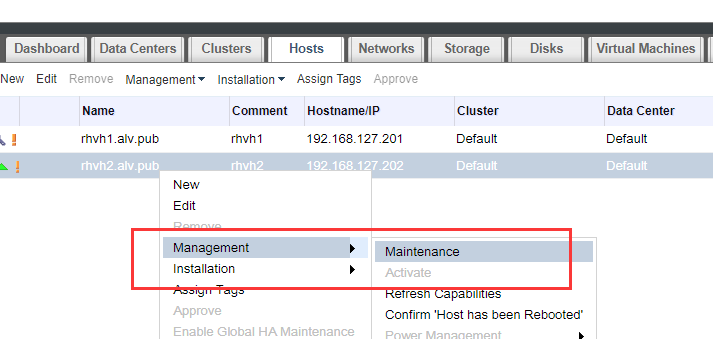 Dashboard Data Centers Clusters Hosts Networks Storage Disks Virtual Machines
New Edit Remove Management Installation Assign Tags Approve
Name Comment Hostname/IP Cluster Data Center
rhvh1.alv.pub rhvh1 192.168.127.201 Default Default
rhvh2.alv.pub rhvh2 192.168.127.202 Default Default
New
Edit
Remove
Management
Installation
Assign Tags
Approve
Enable Global HA Maintenance
Maintenance
Activate
Refresh Capabilities
Confirm 'Host has been Rebooted'
Power Management